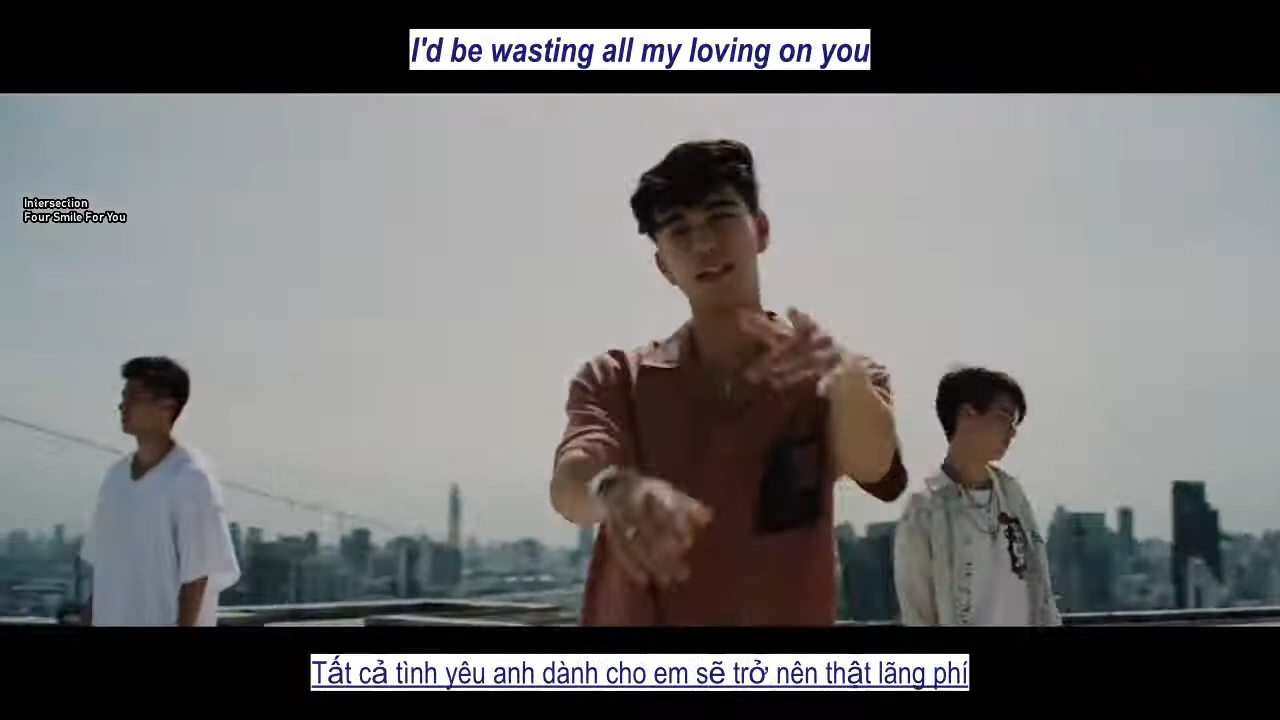 I'd be wasting all my loving on you
Intersection
Four Smile For You
Tất cả tình yêu anh dành cho em sẽ trở nên thật lãng phí